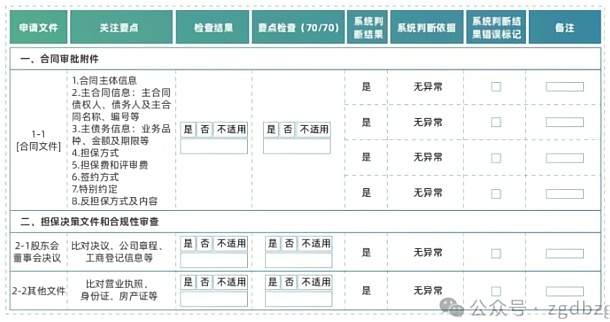 申请文件 关注要点 检查结果 要点检查（70/70） 系统判断结果 系统判断依据 系统判断结果错误标记 备注
一、合同审批附件
1-1
[合同文件]
1.合同主体信息
2.主合同信息：主合同
债权人、债务人及主合
同名称、编号等
3.主债务信息：业务品
种、金额及期限等
4.担保方式
5.担保费和评审费
6.签约方式
7.特别约定
8.反担保方式及内容
是 否 不适用
是 否 不适用
是 无异常
是 无异常
是 无异常
是 无异常
二、担保决策文件和合规性审查
2-1股东会
董事会决议
比对决议、公司章程、
工商登记信息等
是 否 不适用
是 否 不适用
是 无异常
2-2其他文件
比对营业执照、
身份证、房产证等
是 否 不适用
是 否 不适用
是 无异常
公众号 · zgdbzg